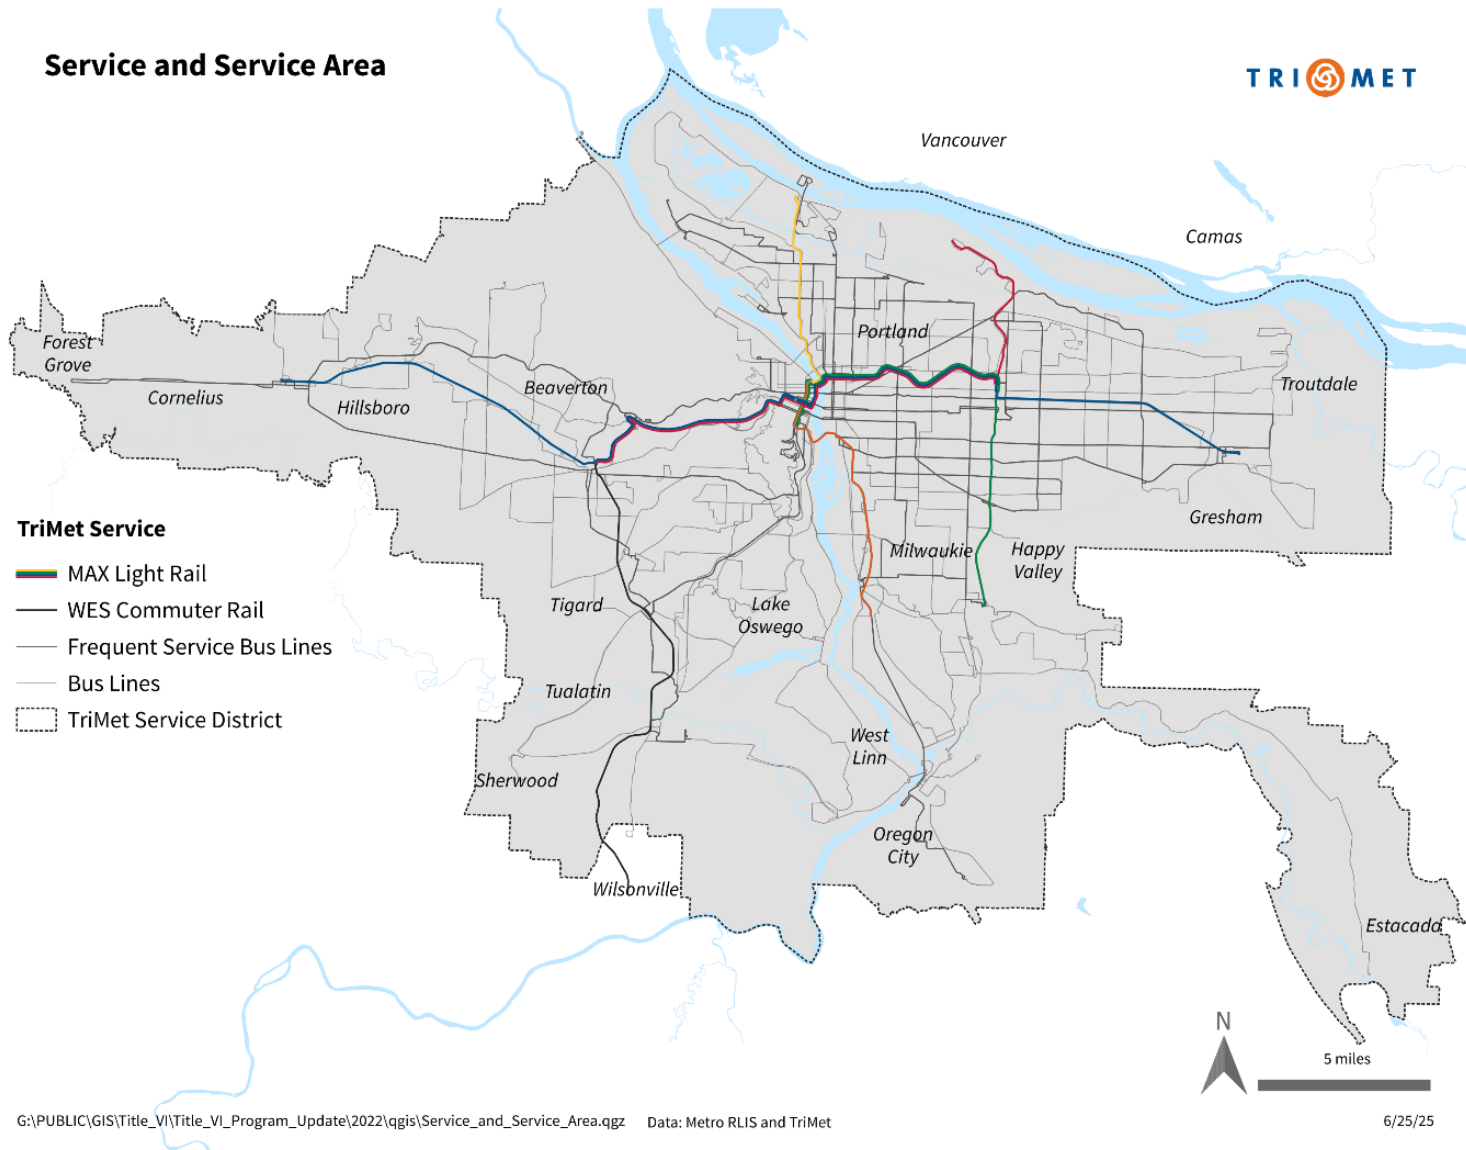 Service and Service Area
TRI MET
Vancouver
Camas
Portland
Forest
Grove
Cornelius
Hillsboro
Beaverton
Troutdale
Gresham
Milwaukie
Happy
Valley
Tigard
Lake
Oswego
Tualatin
West
Linn
Sherwood
Oregon
City
Wilsonville
Estacada
TriMet Service
MAX Light Rail
WES Commuter Rail
Frequent Service Bus Lines
Bus Lines
TriMet Service District
N
5 miles
G:\PUBLIC\GIS\Title_VI\Title_VI_Program_Update\2022\qgis\Service_and_Service_Area.qgz
Data: Metro RLIS and TriMet
6/25/25